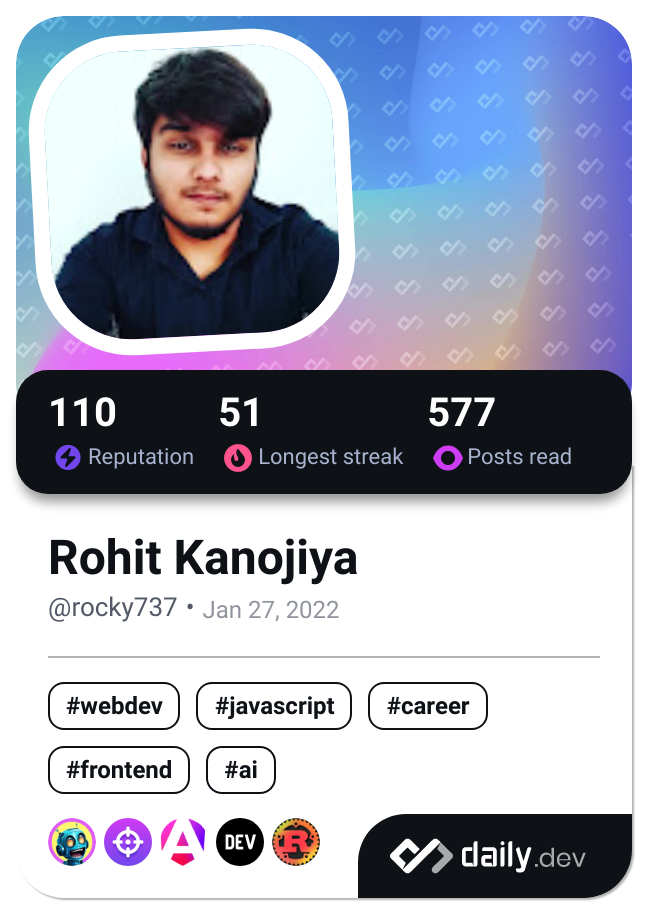 110 51 577
Reputation Longest streak Posts read
Rohit Kanojiya
@rocky737 • Jan 27, 2022
#webdev #javascript #career
#frontend #ai
DEV R daily.dev